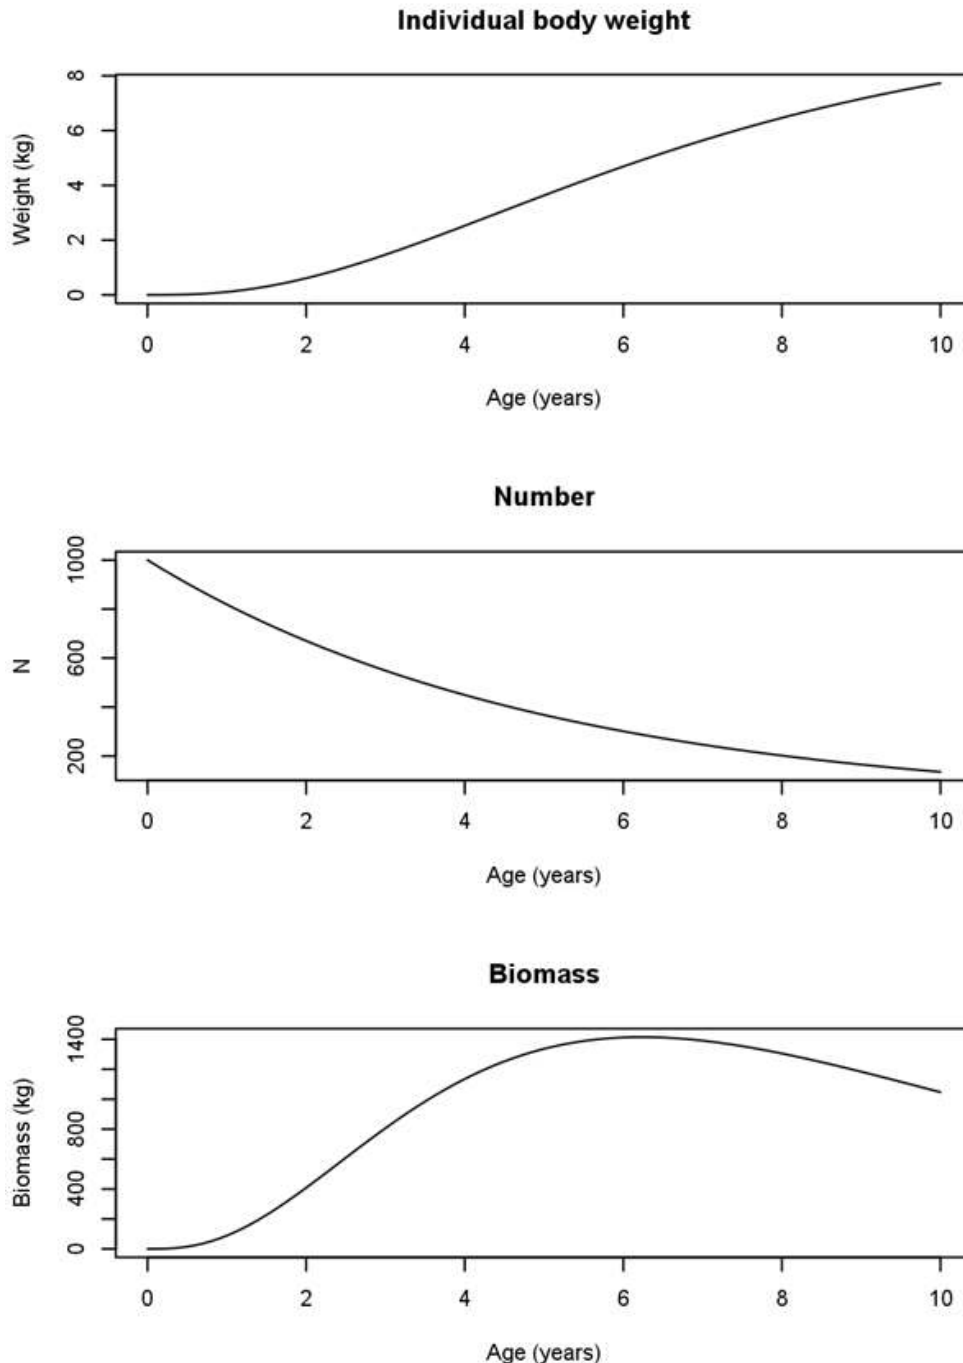 Individual body weight
Weight (kg)
8
6
4
2
0
0 2 4 6 8 10
Age (years)
Number
N
1000
600
200
0 2 4 6 8 10
Age (years)
Biomass
Biomass (kg)
1400
800
400
0
0 2 4 6 8 10
Age (years)